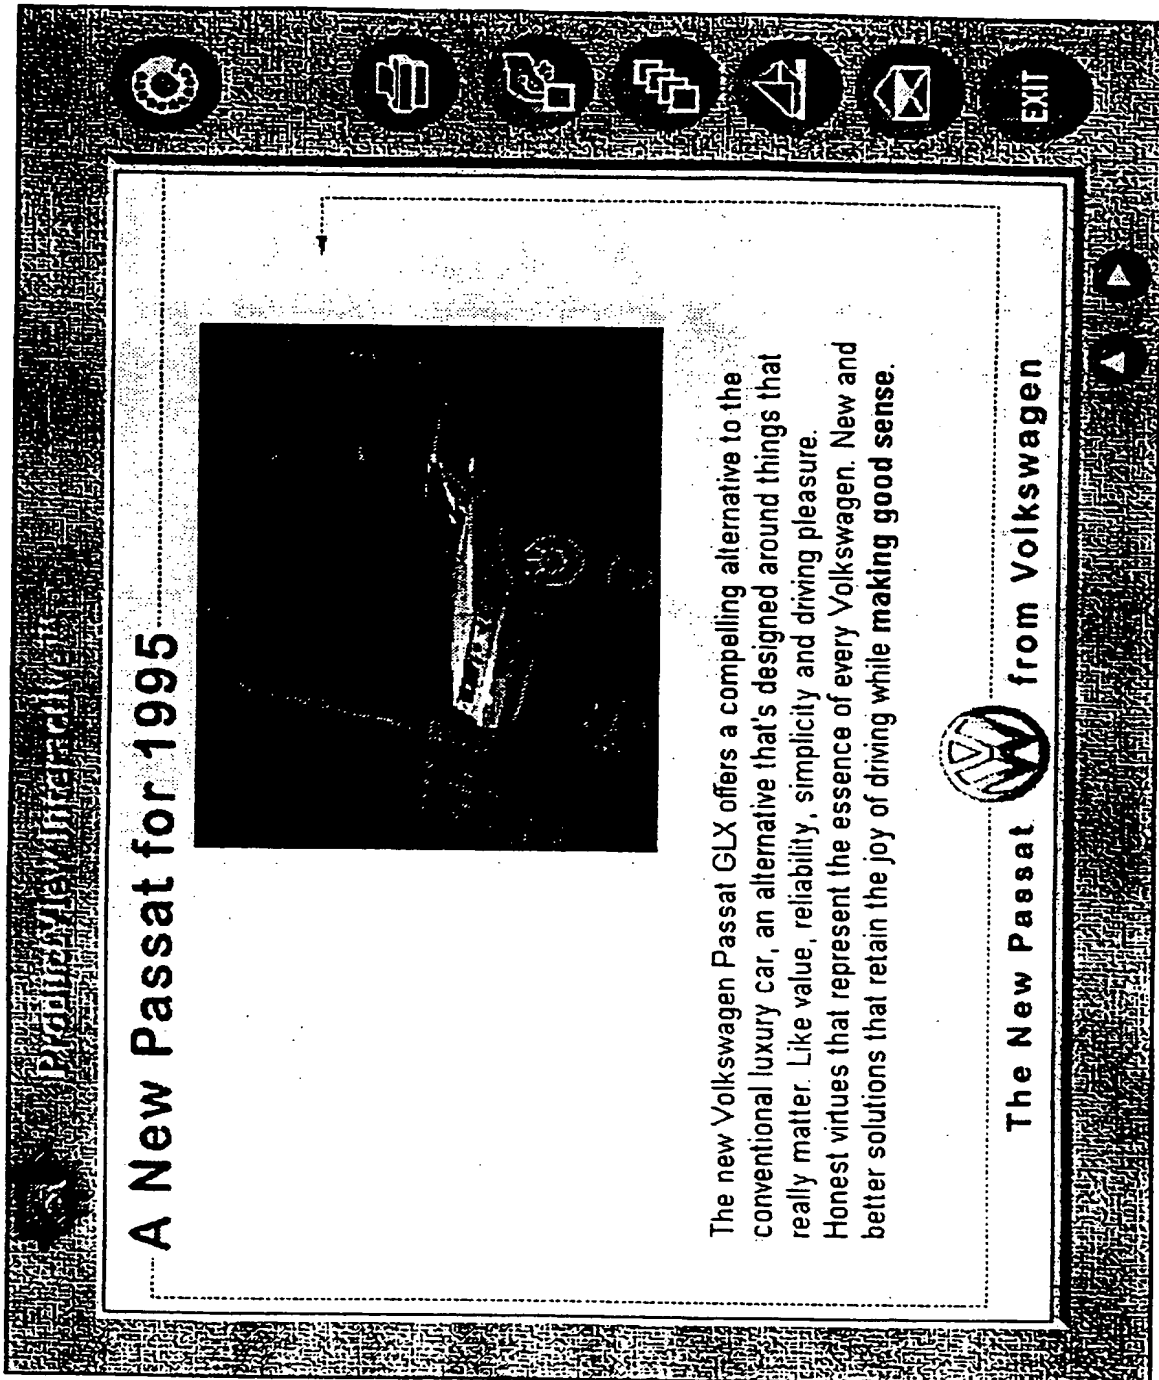 A New Passat for 1995
The new Volkswagen Passat GLX offers a compelling alternative to the
conventional luxury car, an alternative that's designed around things that
really matter. Like value, reliability, simplicity and driving pleasure.
Honest virtues that represent the essence of every Volkswagen. New and
better solutions that retain the joy of driving while making good sense.
The New Passat from Volkswagen
EXIT